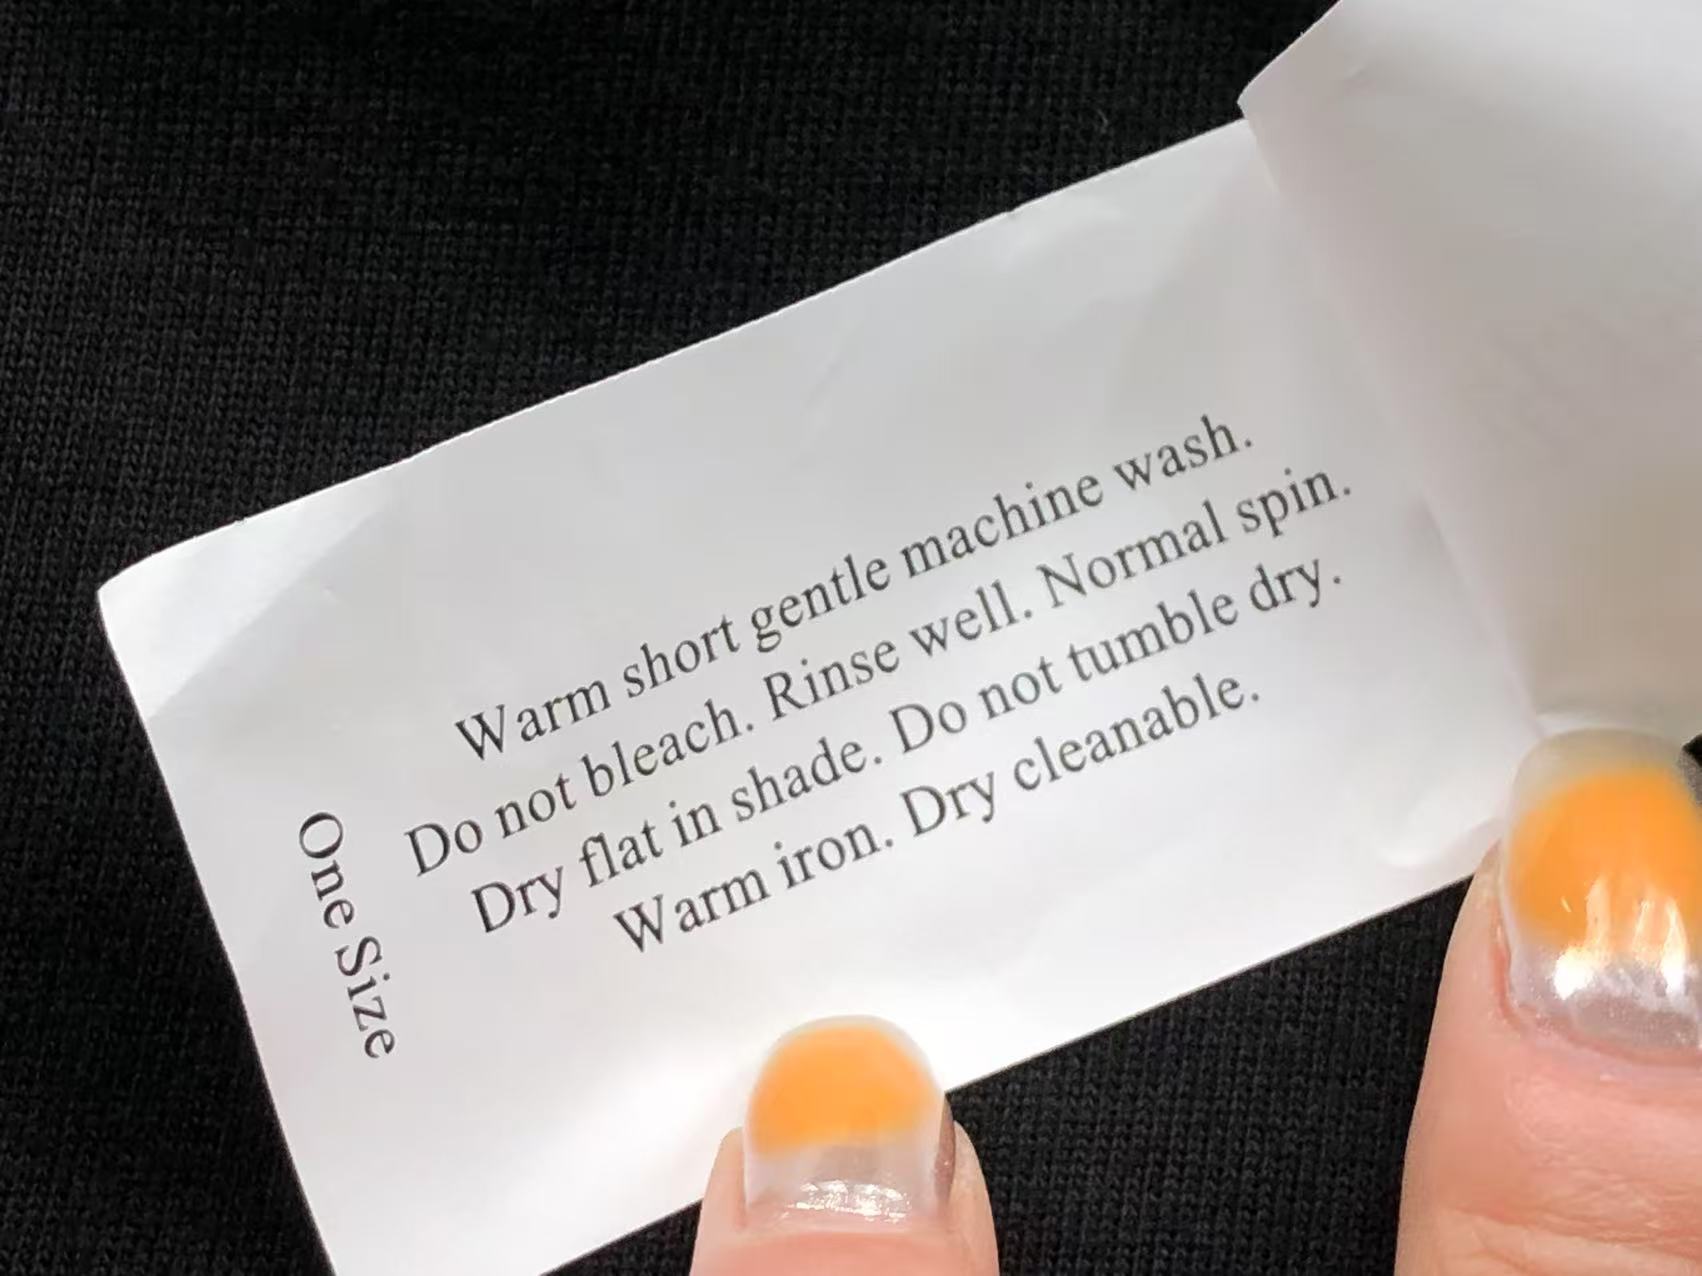 Warm short gentle machine wash.
Do not bleach. Rinse well. Normal spin.
Dry flat in shade. Do not tumble dry.
Warm iron. Dry cleanable.
One Size